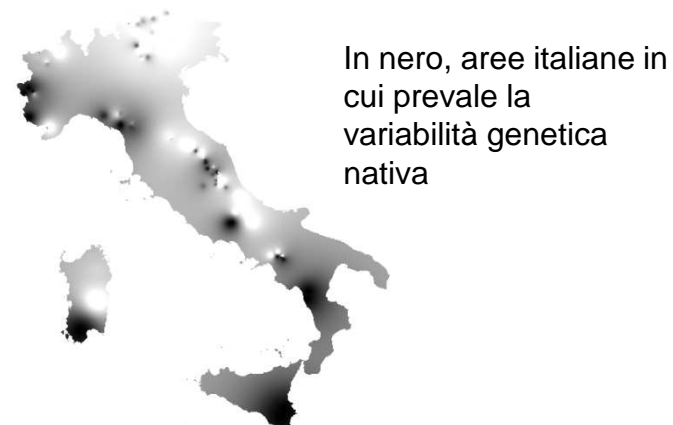 In nero, aree italiane in
cui prevale la
variabilità genetica
nativa